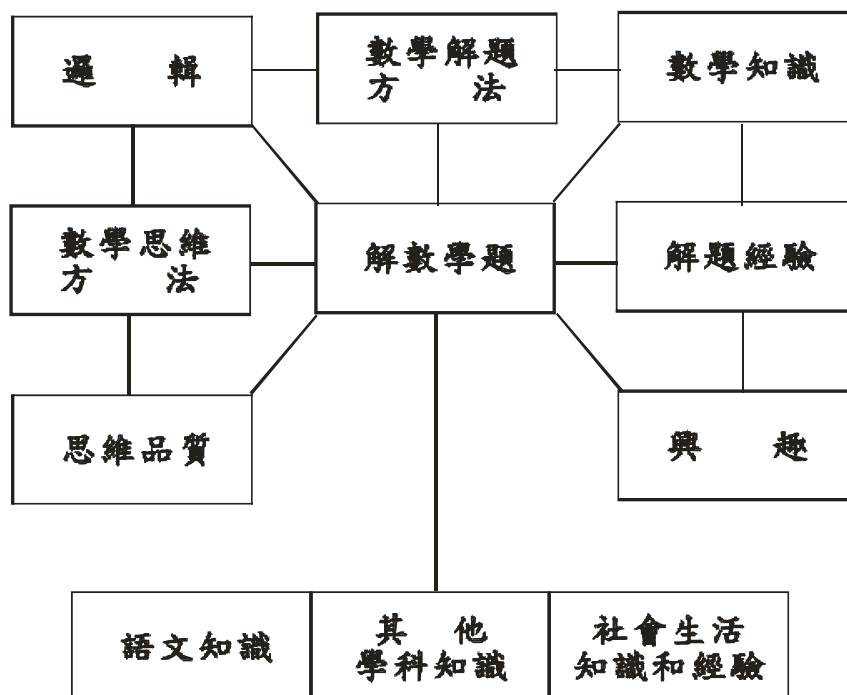 邏輯
數學解題
方法
數學知識
數學思維
方法
解數學題
解題經驗
思維品質
興趣
語文知識
其他
學科知識
社會生活
知識和經驗